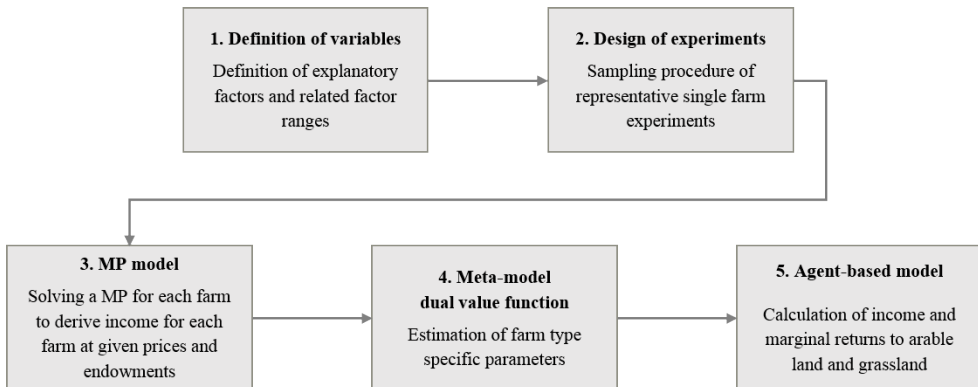 1. Definition of variables
Definition of explanatory
factors and related factor
ranges
2. Design of experiments
Sampling procedure of
representative single farm
experiments
3. MP model
Solving a MP for each farm
to derive income for each
farm at given prices and
endowments
4. Meta-model
dual value function
Estimation of farm type
specific parameters
5. Agent-based model
Calculation of income and
marginal returns to arable
land and grassland